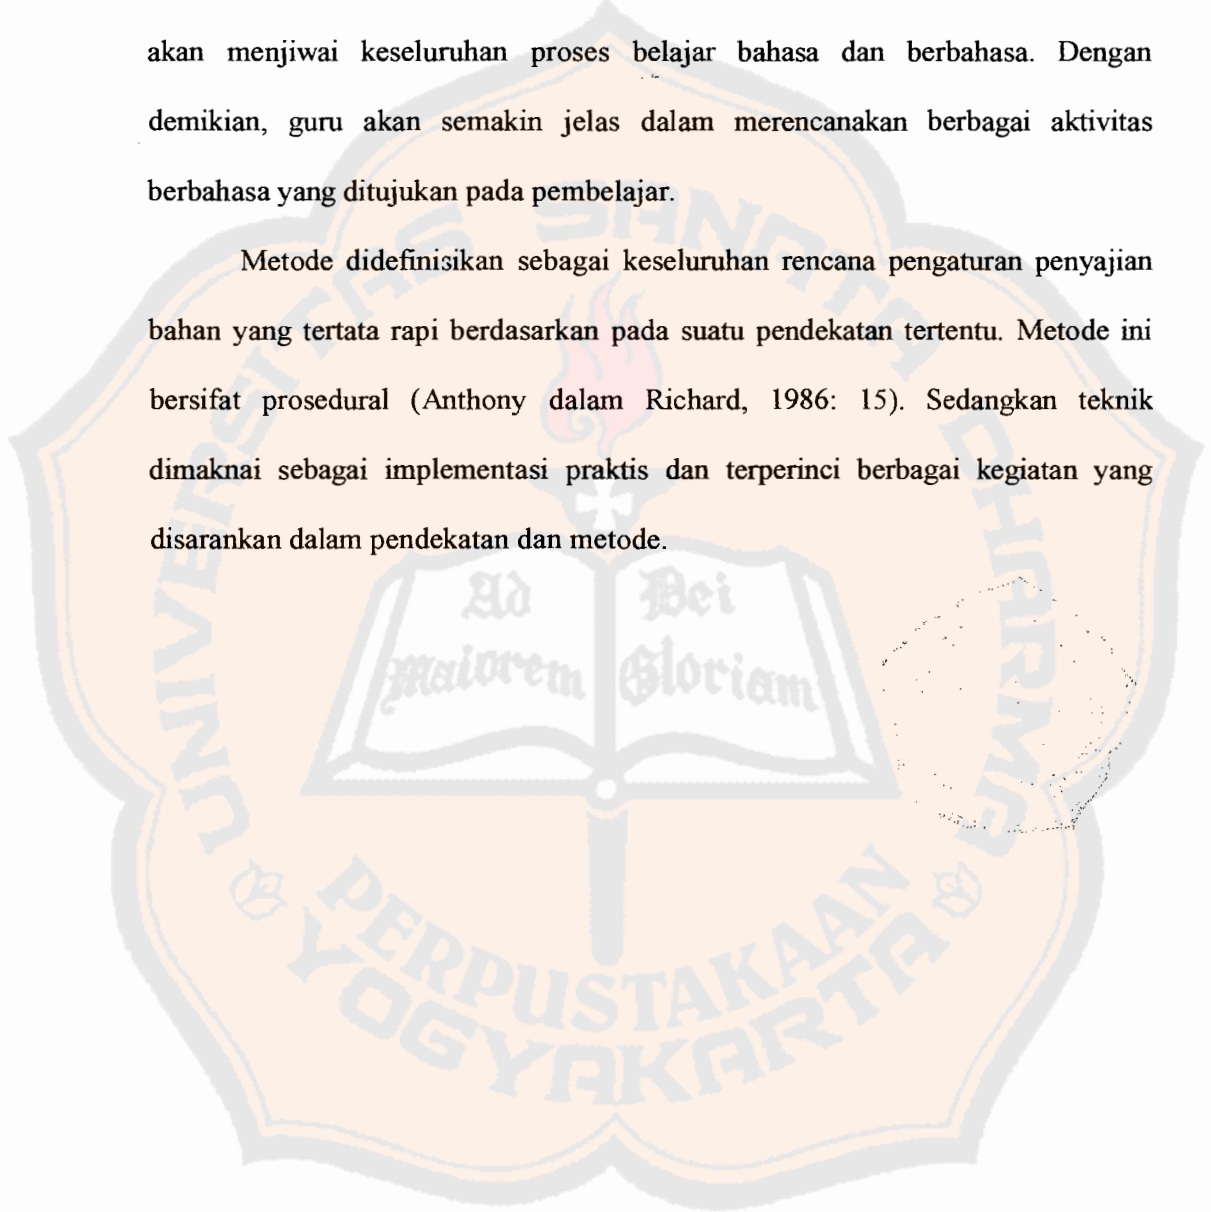 akan menjiwai keseluruhan proses belajar bahasa dan berbahasa. Dengan
demikian, guru akan semakin jelas dalam merencanakan berbagai aktivitas
berbahasa yang ditujukan pada pembelajar.
Metode didefinisikan sebagai keseluruhan rencana pengaturan penyajian
bahan yang tertata rapi berdasarkan pada suatu pendekatan tertentu. Metode ini
bersifat prosedural (Anthony dalam Richard, 1986: 15). Sedangkan teknik
dimaknai sebagai implementasi praktis dan terperinci berbagai kegiatan yang
disarankan dalam pendekatan dan metode.
UNIVERSITAS SANATA DHARMA
Ad Dei
Maiorem Gloriam
PERPUSTAKAAN
YOGYAKARTA